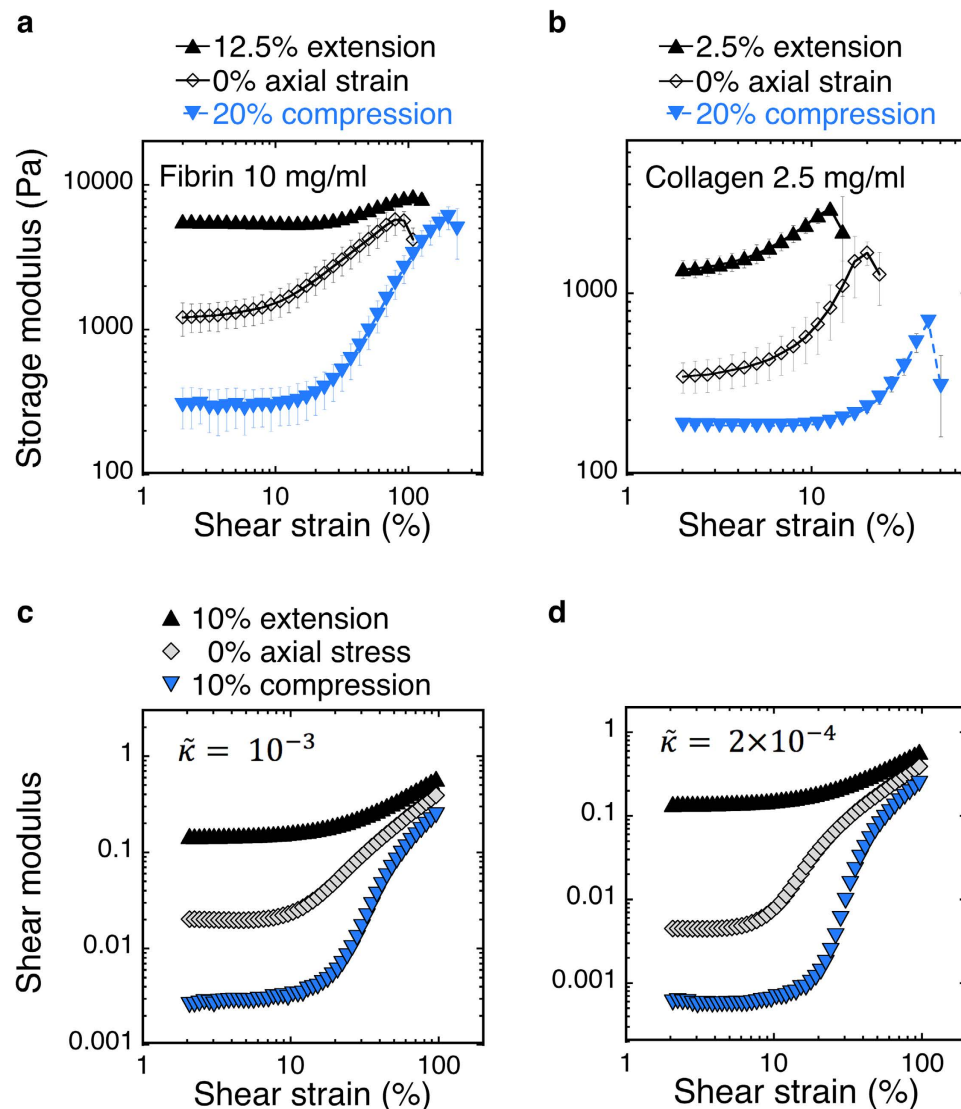 a
12.5% extension
0% axial strain
20% compression
Fibrin 10 mg/ml
Storage modulus (Pa)
10000
1000
100
1 10 100
Shear strain (%)
b
2.5% extension
0% axial strain
20% compression
Collagen 2.5 mg/ml
1000
100
1 10
Shear strain (%)
c
10% extension
0% axial stress
10% compression
κ̃ = 10⁻³
Shear modulus
1
0.1
0.01
0.001
1 10 100
Shear strain (%)
d
κ̃ = 2×10⁻⁴
1
0.1
0.01
0.001
1 10 100
Shear strain (%)